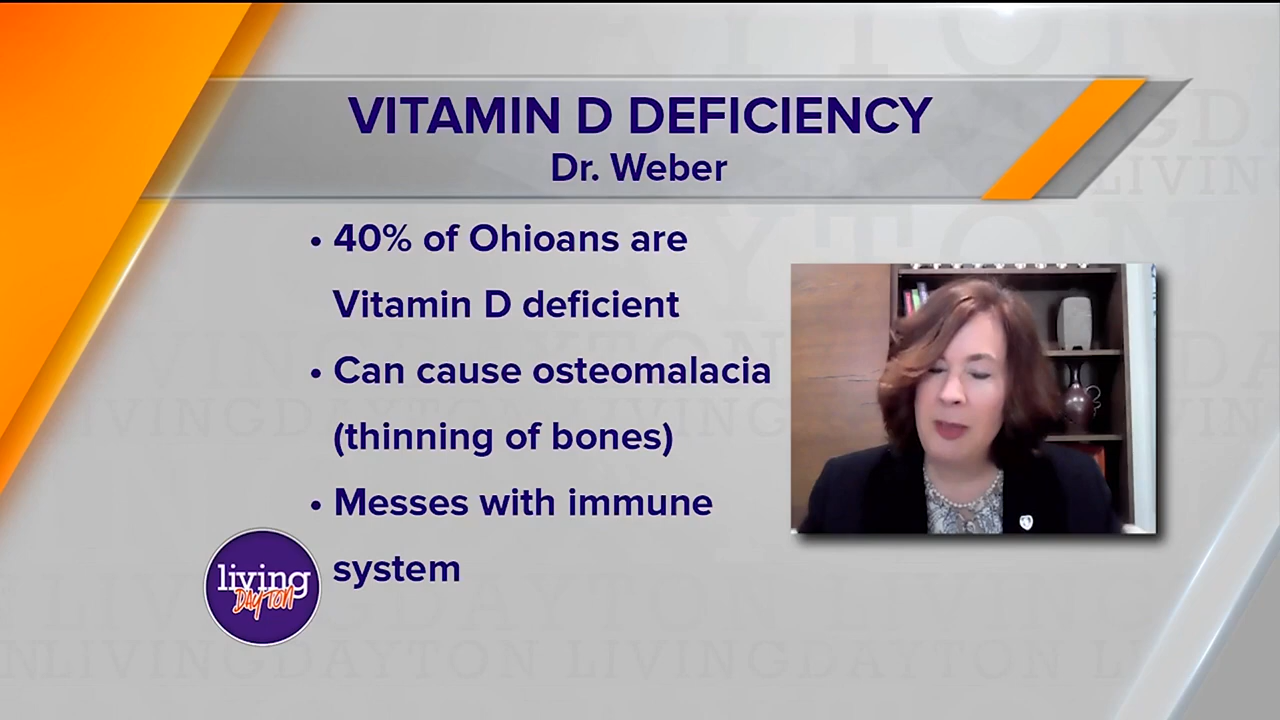 VITAMIN D DEFICIENCY
Dr. Weber
• 40% of Ohioans are
Vitamin D deficient
• Can cause osteomalacia
(thinning of bones)
• Messes with immune
system
living
DAYTON